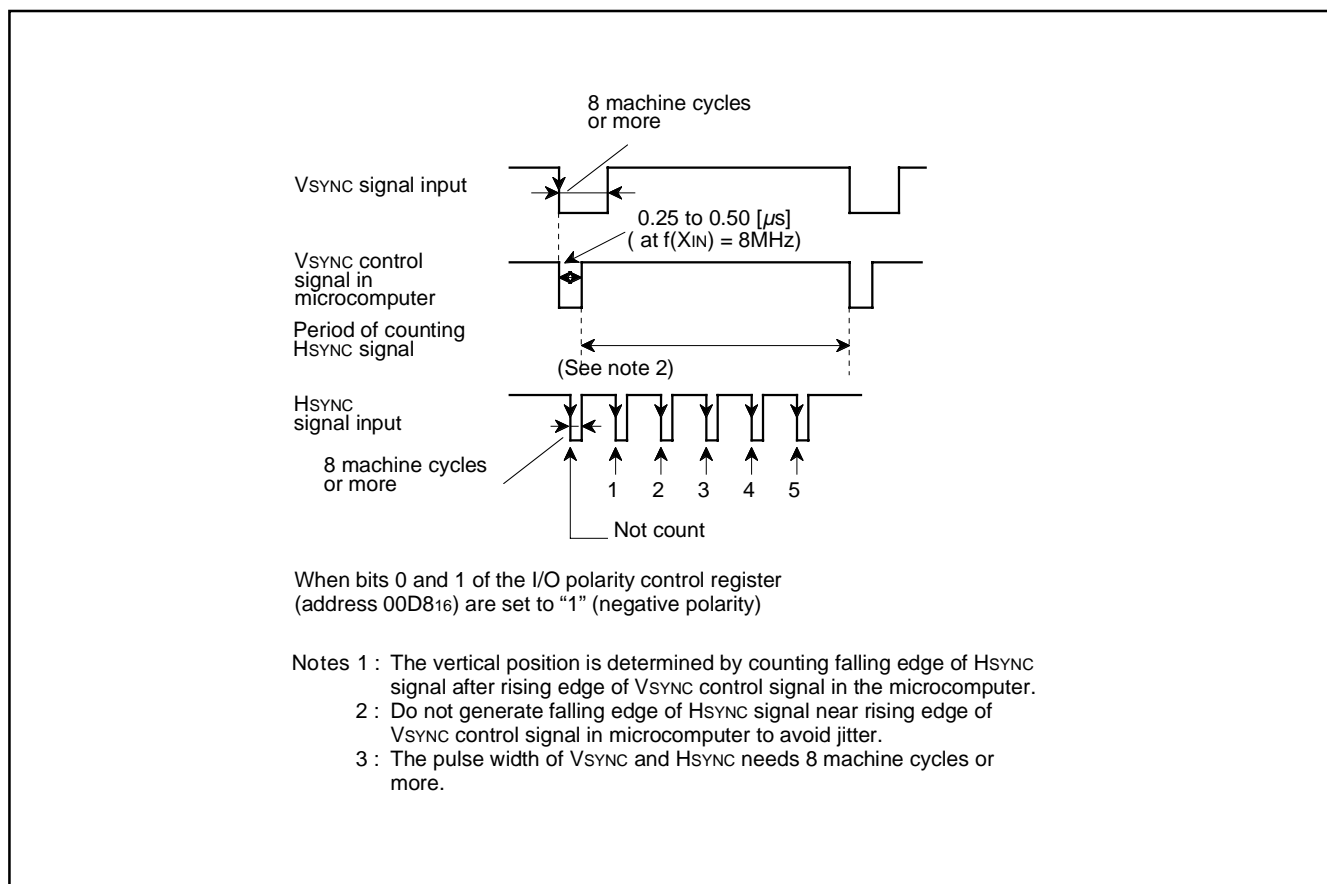 8 machine cycles
or more
VSYNC signal input
0.25 to 0.50 [µs]
( at f(XIN) = 8MHz)
VSYNC control
signal in
microcomputer
Period of counting
HSYNC signal
(See note 2)
HSYNC
signal input
8 machine cycles
or more
1 2 3 4 5
Not count
When bits 0 and 1 of the I/O polarity control register
(address 00D816) are set to “1” (negative polarity)
Notes 1 : The vertical position is determined by counting falling edge of HSYNC
signal after rising edge of VSYNC control signal in the microcomputer.
2 : Do not generate falling edge of HSYNC signal near rising edge of
VSYNC control signal in microcomputer to avoid jitter.
3 : The pulse width of VSYNC and HSYNC needs 8 machine cycles or
more.